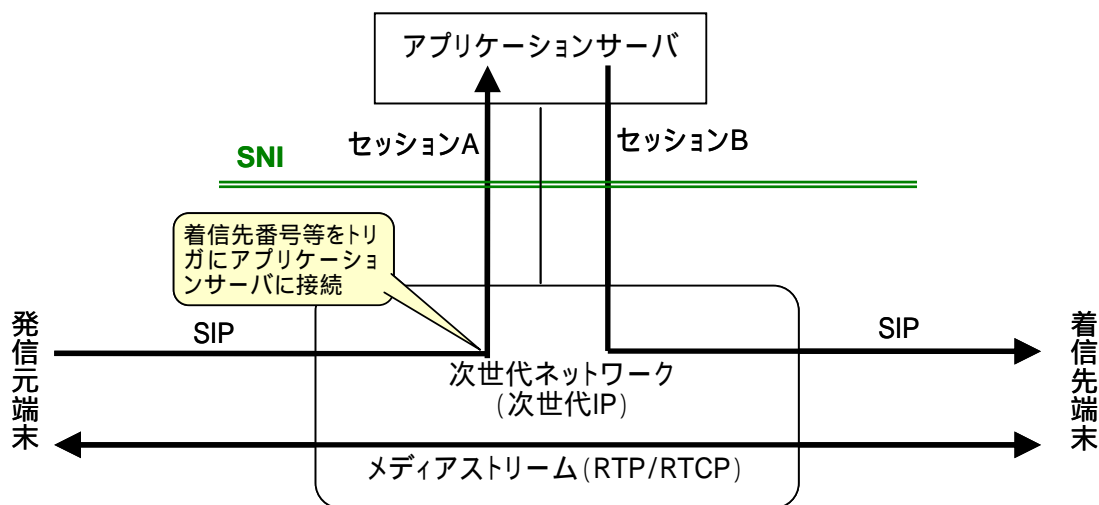 アプリケーションサーバ
セッションA
セッションB
SNI
着信先番号等をトリ
ガにアプリケーショ
ンサーバに接続
発信元端末
SIP
SIP
着信先端末
次世代ネットワーク
(次世代IP)
メディアストリーム(RTP/RTCP)